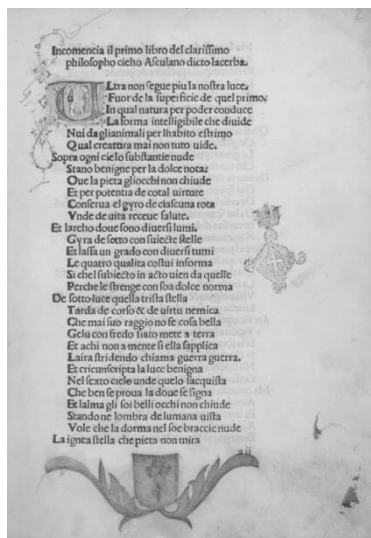 Incomencia il primo libro del clarissimo
philosopho cicho Asculano dicto lacerba.
Ultra non segue piu la nostra luce.
Fuor de la superficie de quel primo.
In qual natura per poder conduce
La forma intelligibile che diuide
Nui da glianimali per lhabito estrimo
Qual creatura mai non tuto uide.
Sopra ogni cielo substantie nude
Stano benigne per la dolce nota:
Oue la pieta gliocchi non chiude
Et per potentia de cotal uirture
Conserua el gyro de ciascuna rota
Vnde de uita receue salute.
Et larcho doue sono diuersi lumi.
Gyra de sotto con suiecte stelle
Et lassa un grado con diuersi tumi
Le quatro qualita costui informa
Si chel subiecto in acto uien da quelle
Perche le strenge con soa dolce norma
De sotto luce questa trista stella
Tarda de corso & de uirtu nemica
Che mai suo raggio no fe cosa bella
Gelu con fredo fiato mete a terra
Et achi non a mente si ella sapplica
Laira stridendo chiama guerra guerra.
Et circunscripta la luce benigna
Nel sexto cielo unde quelo sacquista
Che ben se proua la doue se signa
Et lalma gli soi belli occhi non chiude
Stando ne lombra de lumana uista
Vole che la dorma nel soe braccie nude
La ignea stella che pieta non mira
a ii